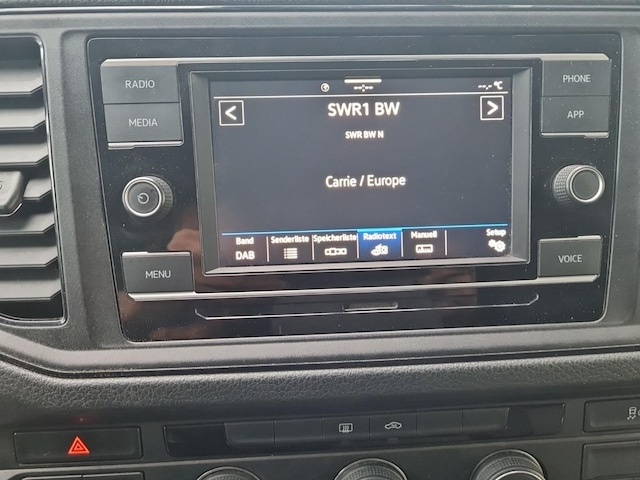 RADIO
MEDIA
MENU
--:--
--,- °C
SWR1 BW
SWR BW N
Carrie / Europe
Band
DAB
Senderliste
Speicherliste
Radiotext
Manuell
Setup
PHONE
APP
VOICE